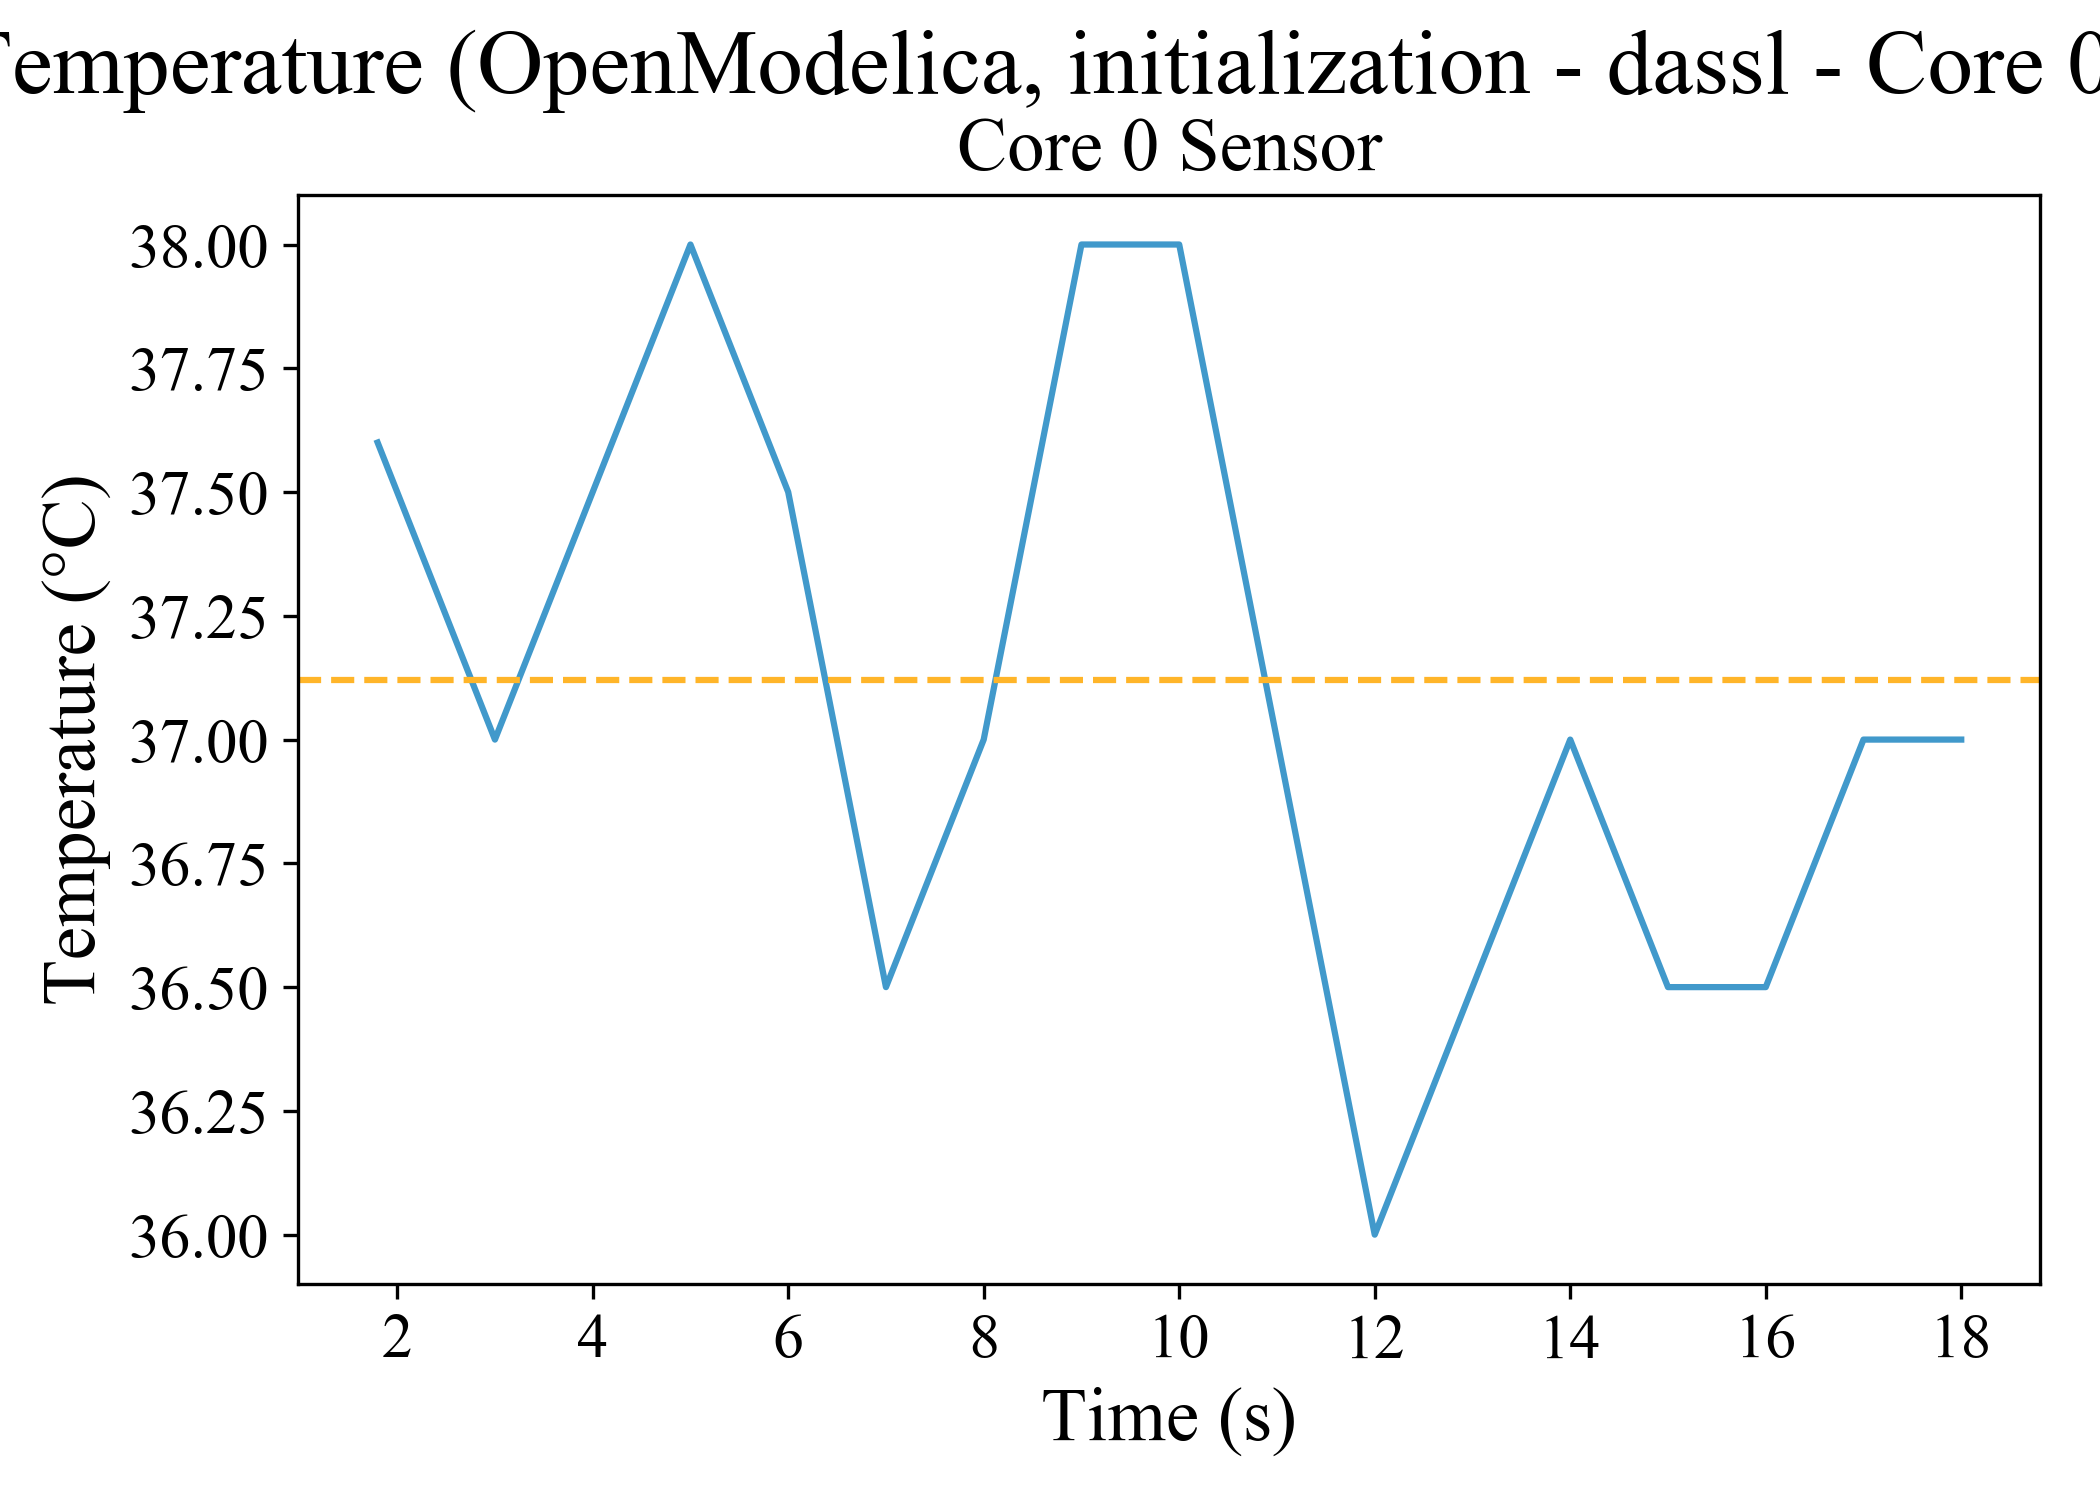 emperature (OpenModelica, initialization - dassl - Core 0
Core 0 Sensor
38.00
37.75
37.50
37.25
37.00
36.75
36.50
36.25
36.00
Temperature (°C)
2 4 6 8 10 12 14 16 18
Time (s)